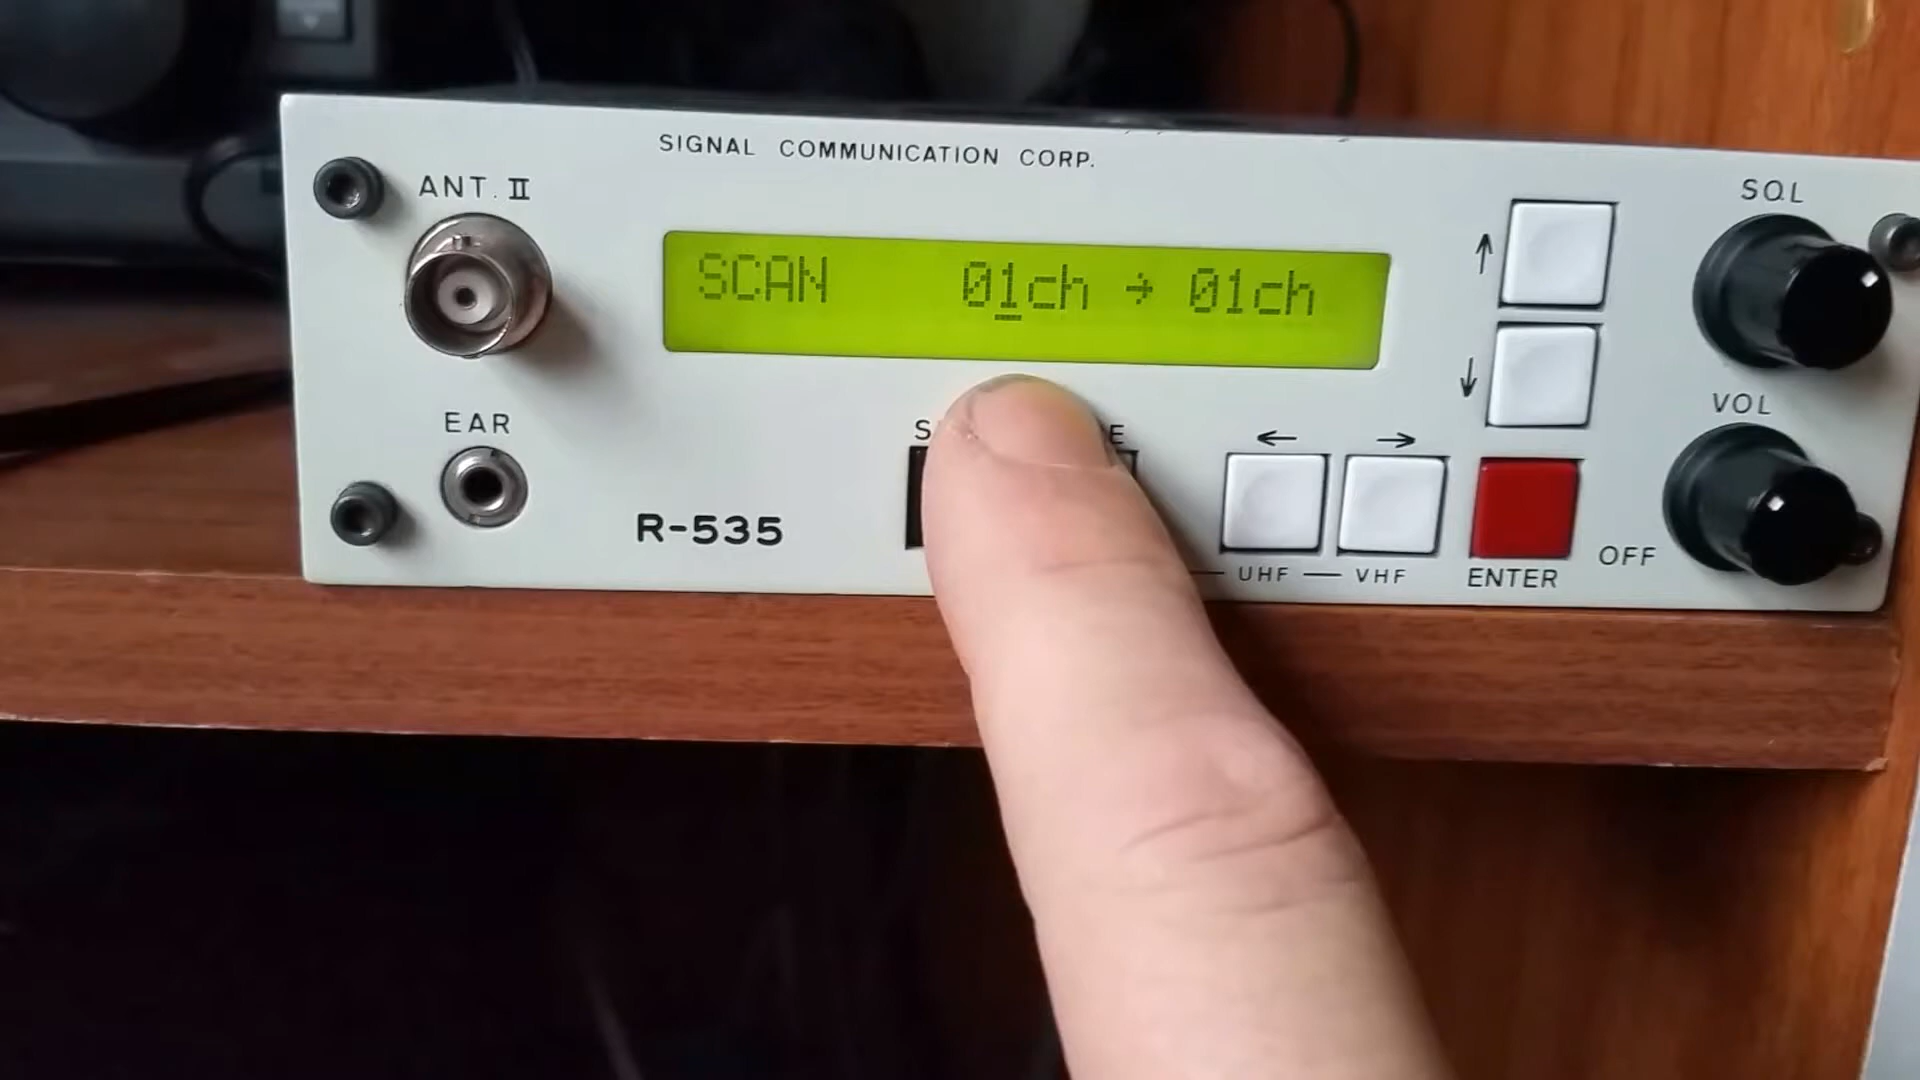 SIGNAL COMMUNICATION CORP.
ANT. II
SQL
SCAN 01ch → 01ch
↑
↓
VOL
EAR
← →
R-535
UHF — VHF
ENTER
OFF